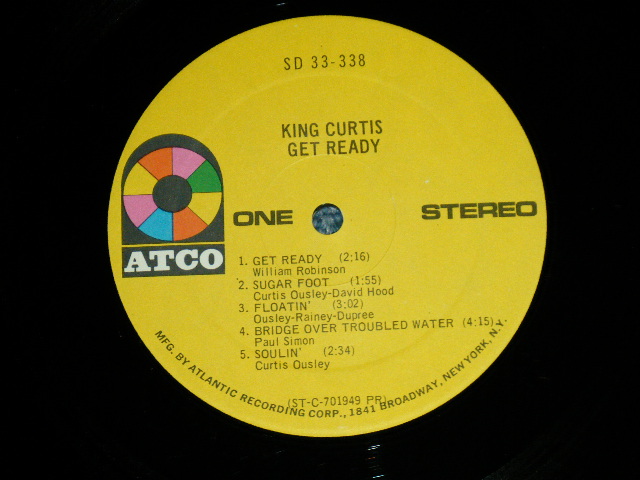 SD 33-338
KING CURTIS
GET READY
ATCO
ONE
STEREO
1. GET READY (2:16)
William Robinson
2. SUGAR FOOT (1:55)
Curtis Ousley-David Hood
3. FLOATIN' (3:02)
Ousley-Rainey-Dupree
4. BRIDGE OVER TROUBLED WATER (4:15)
Paul Simon
5. SOULIN' (2:34)
Curtis Ousley
(ST-C-701949 PR)
MFG. BY ATLANTIC RECORDING CORP., 1841 BROADWAY, NEW YORK, N.Y.